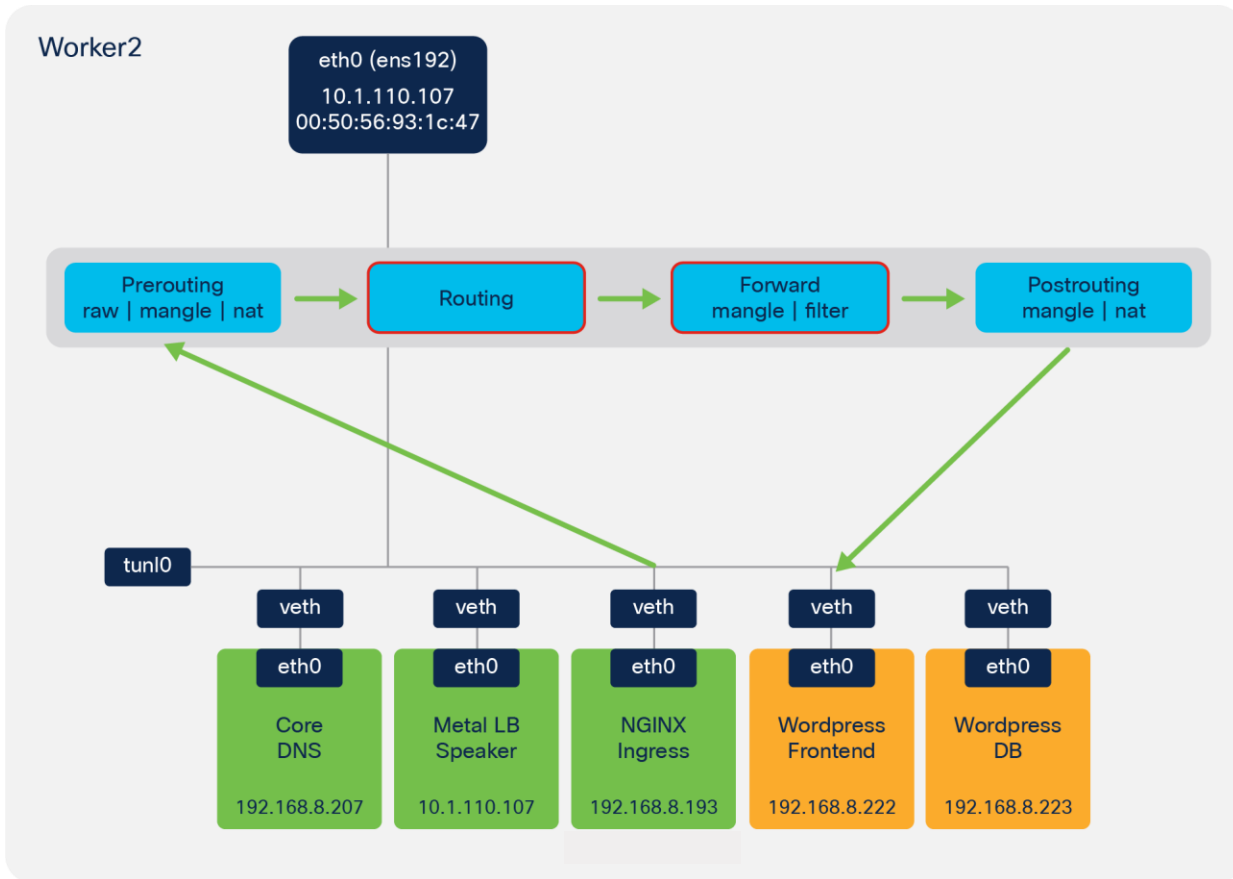 Worker2
eth0 (ens192)
10.1.110.107
00:50:56:93:1c:47
Prerouting
raw | mangle | nat
Routing
Forward
mangle | filter
Postrouting
mangle | nat
tunl0
veth
veth
veth
veth
veth
eth0
eth0
eth0
eth0
eth0
Core
DNS
192.168.8.207
Metal LB
Speaker
10.1.110.107
NGINX
Ingress
192.168.8.193
Wordpress
Frontend
192.168.8.222
Wordpress
DB
192.168.8.223